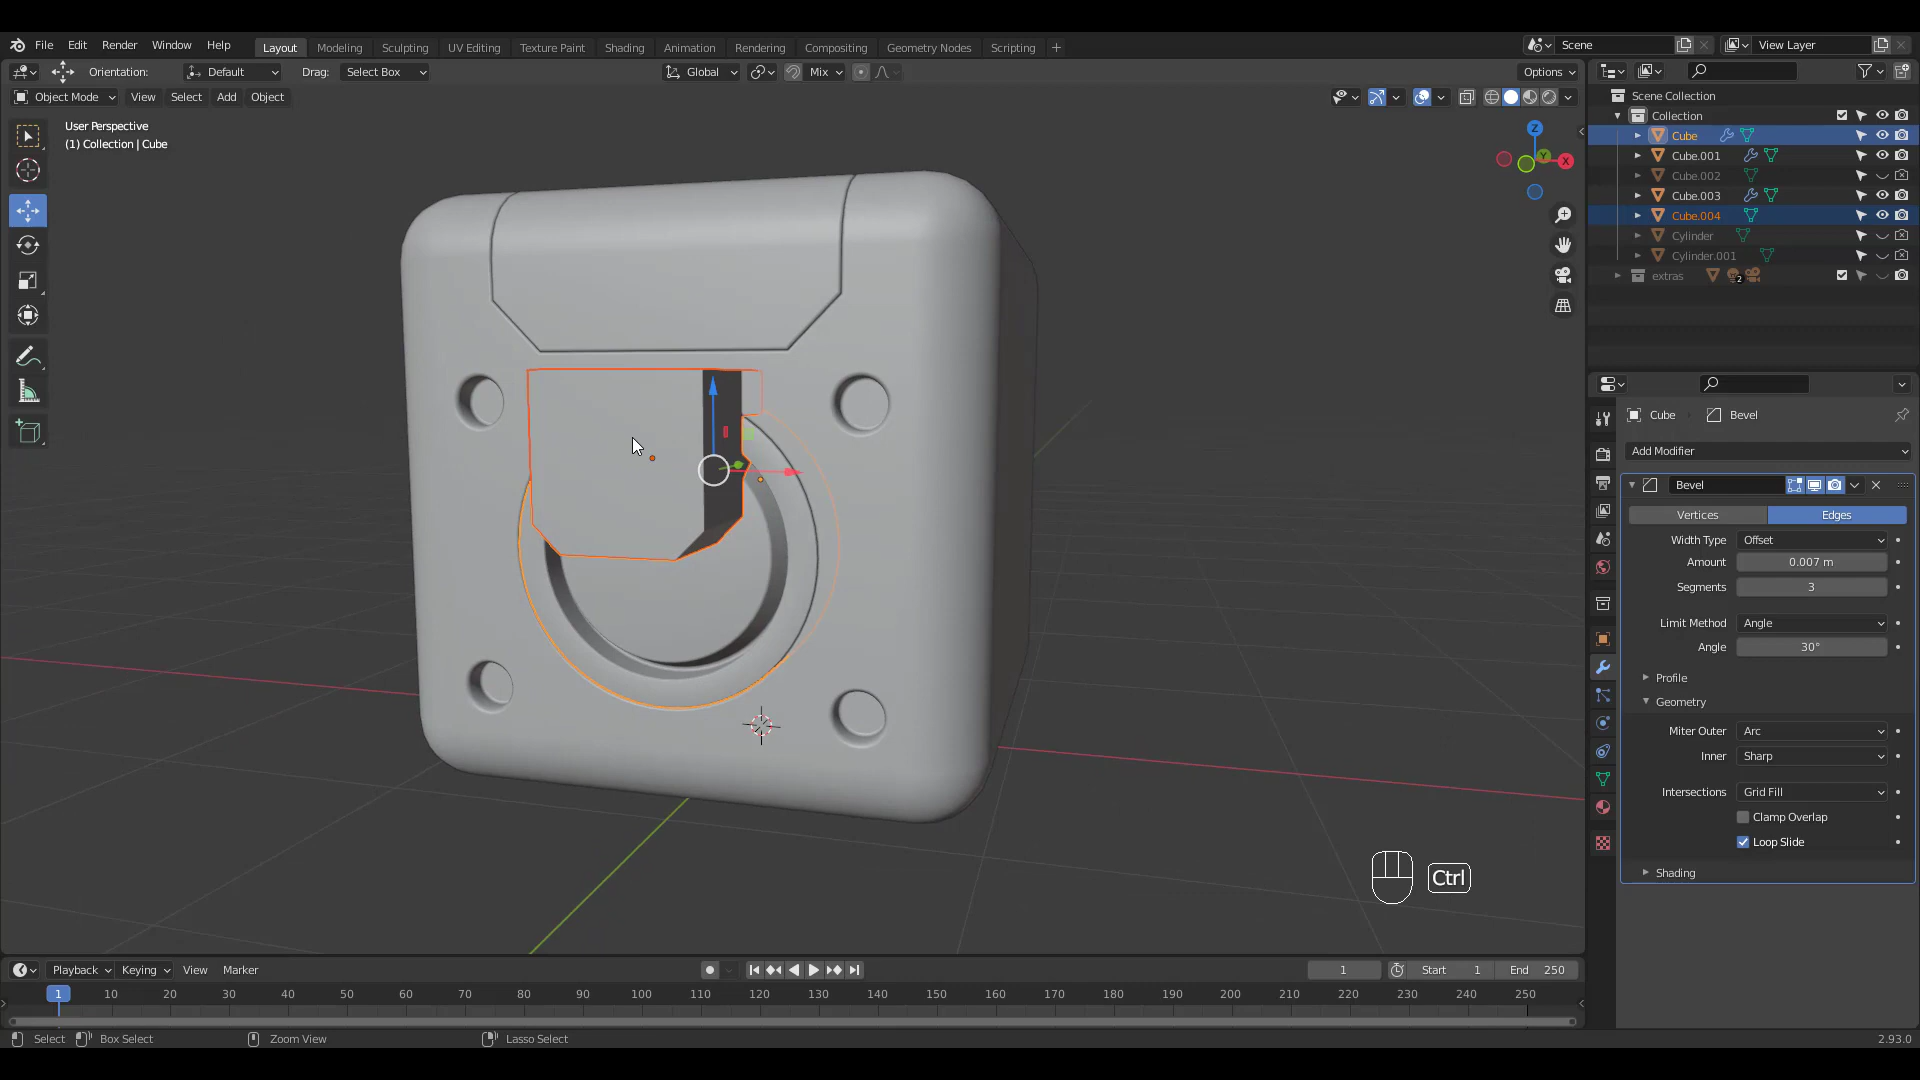 File Edit Render Window Help Layout Modeling Sculpting UV Editing Texture Paint Shading Animation Rendering Compositing Geometry Nodes Scripting + Scene View Layer
Orientation: Default Drag: Select Box Global Mix Options
Object Mode View Select Add Object
User Perspective
(1) Collection | Cube
Z
Y
X
Scene Collection
Collection
Cube
Cube.001
Cube.002
Cube.003
Cube.004
Cylinder
Cylinder.001
extras 2
Cube Bevel
Add Modifier
Bevel
Vertices Edges
Width Type Offset
Amount 0.007 m
Segments 3
Limit Method Angle
Angle 30°
Profile
Geometry
Miter Outer Arc
Inner Sharp
Intersections Grid Fill
Clamp Overlap
Loop Slide
Shading
Ctrl
Playback Keying View Marker 1 Start 1 End 250
1 10 20 30 40 50 60 70 80 90 100 110 120 130 140 150 160 170 180 190 200 210 220 230 240 250
Select Box Select Zoom View Lasso Select 2.93.0